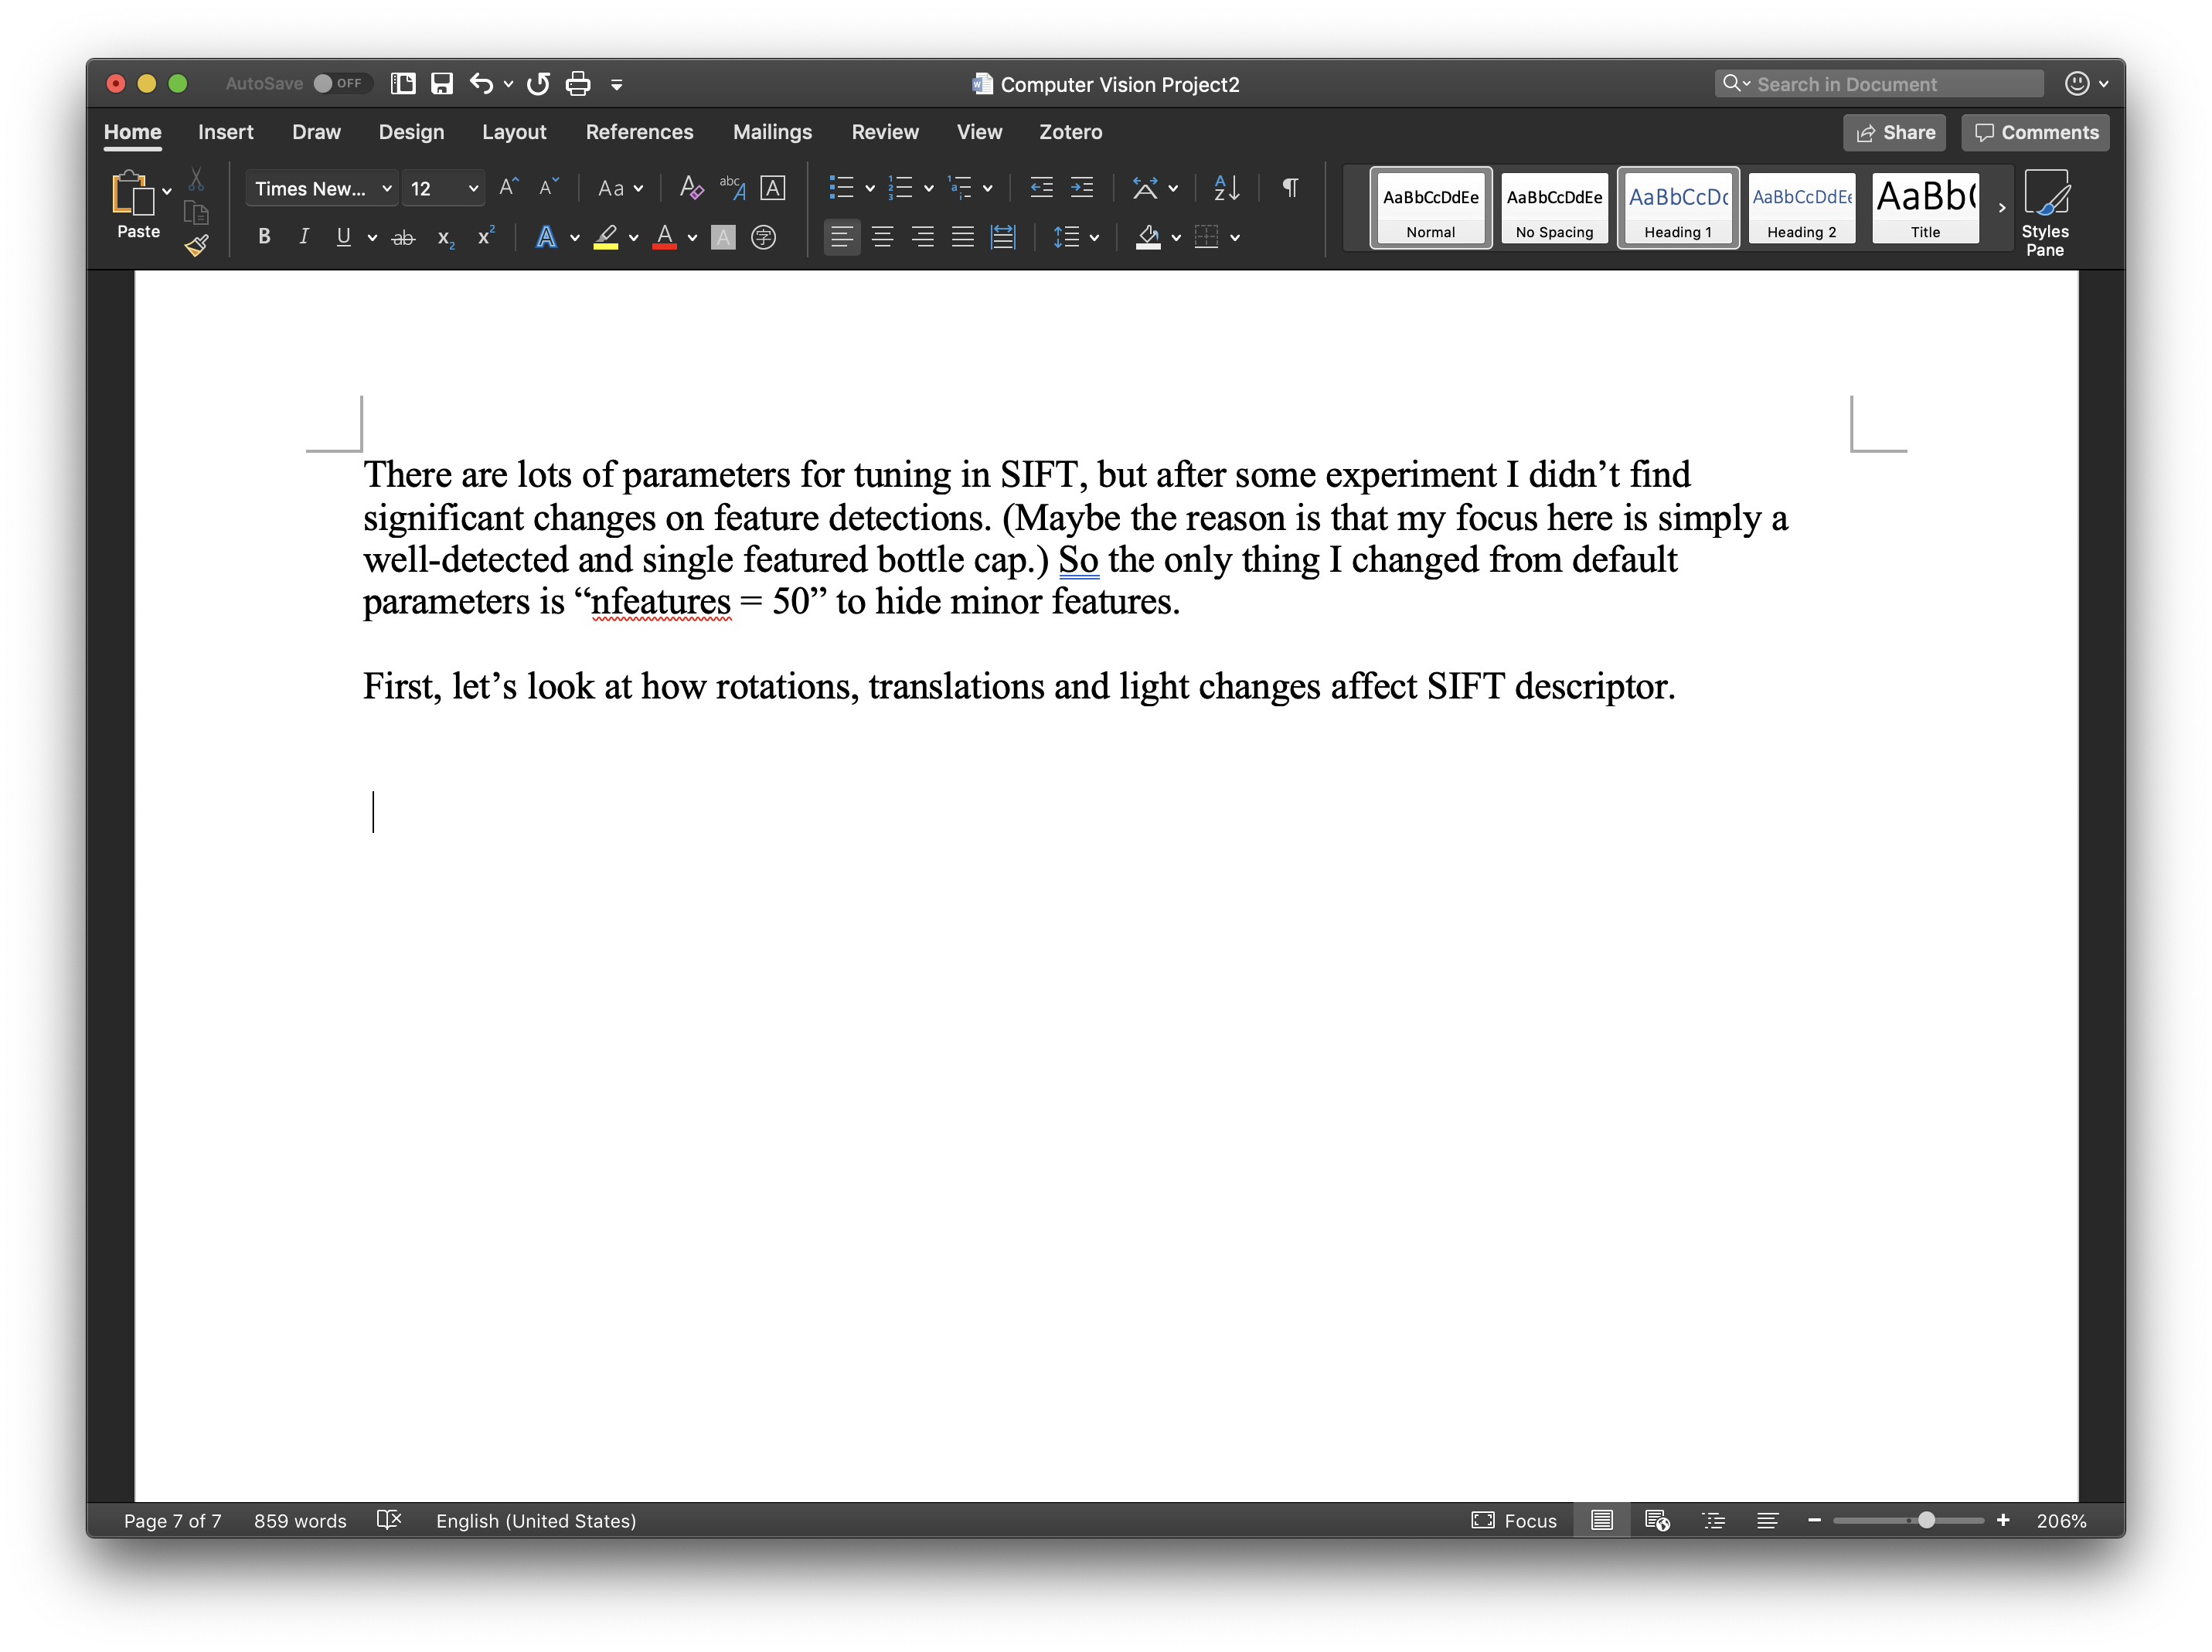 AutoSave OFF
Computer Vision Project2
Search in Document
Home Insert Draw Design Layout References Mailings Review View Zotero
Share Comments
Paste
Times New... 12
Aa
AaBbCcDdEe AaBbCcDdEe AaBbCcDc AaBbCcDdEe AaBb(
Normal No Spacing Heading 1 Heading 2 Title
Styles
Pane
There are lots of parameters for tuning in SIFT, but after some experiment I didn’t find
significant changes on feature detections. (Maybe the reason is that my focus here is simply a
well-detected and single featured bottle cap.) So the only thing I changed from default
parameters is “nfeatures = 50” to hide minor features.
First, let’s look at how rotations, translations and light changes affect SIFT descriptor.
Page 7 of 7 859 words English (United States) Focus 206%